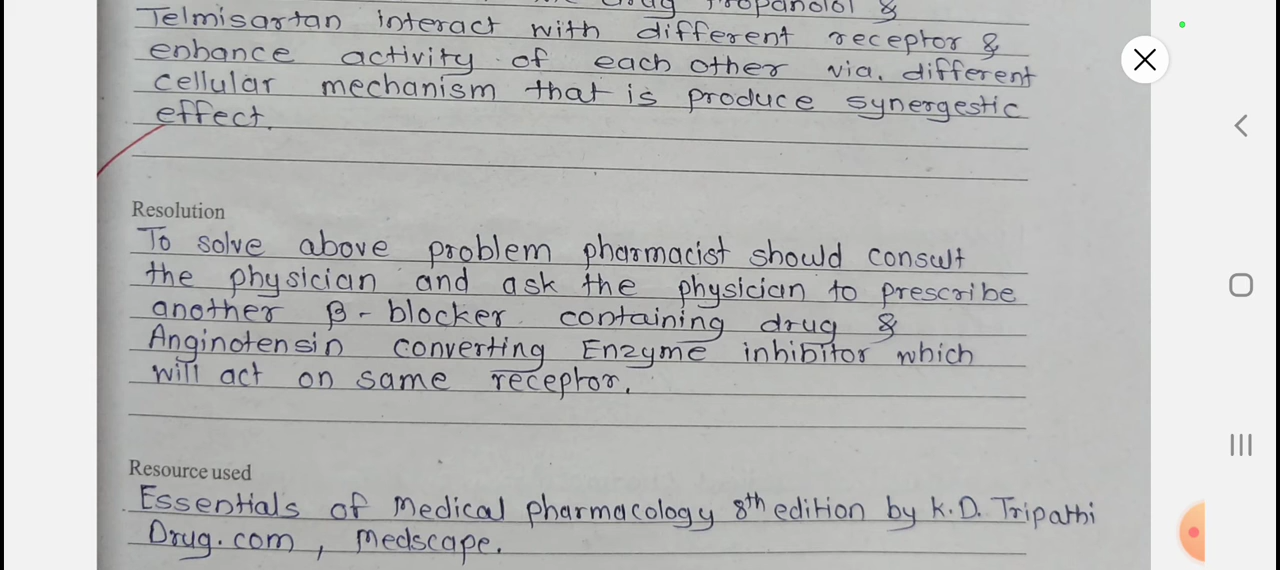 Drug Propanolol &
Telmisartan interact with different receptor &
enhance activity of each other via. different
cellular mechanism that is produce synergestic
effect.
Resolution
To solve above problem pharmacist should consult
the physician and ask the physician to prescribe
another β-blocker containing drug &
Anginotensin converting Enzyme inhibitor which
will act on same receptor.
Resource used
Essentials of Medical pharmacology 8th edition by K.D. Tripathi
Drug.com, Medscape.